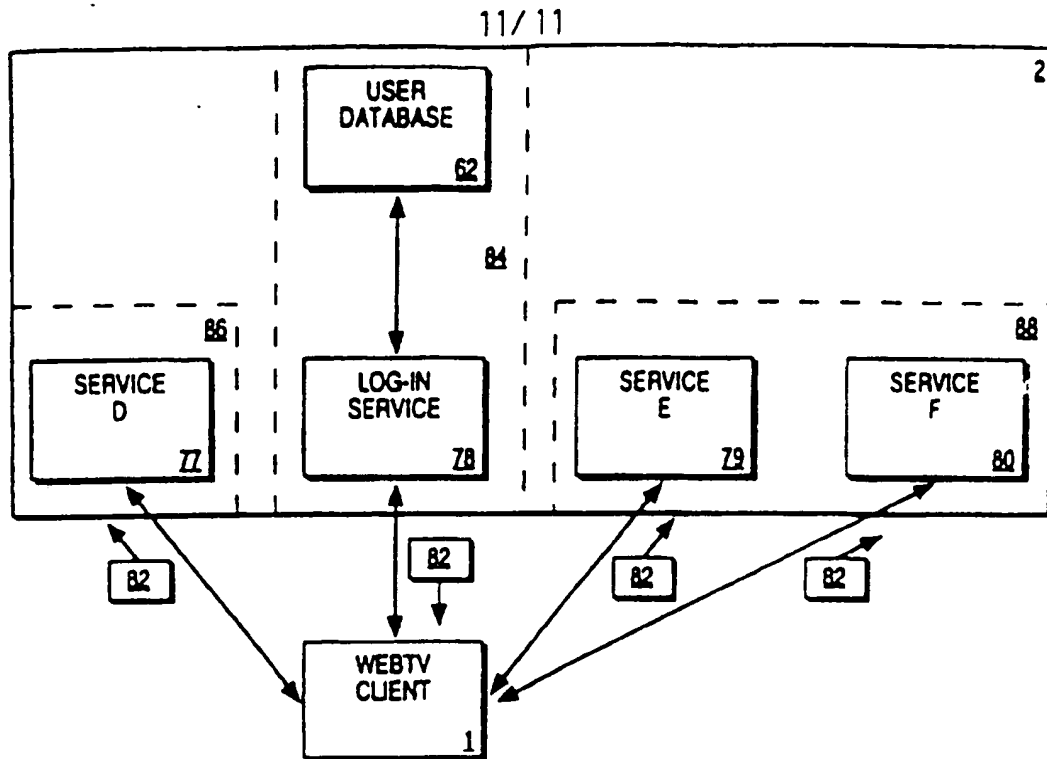 11/11
2
USER
DATABASE
62
84
86
88
SERVICE
D
77
LOG-IN
SERVICE
78
SERVICE
E
79
SERVICE
F
80
82
82
82
82
WEBTV
CLIENT
1